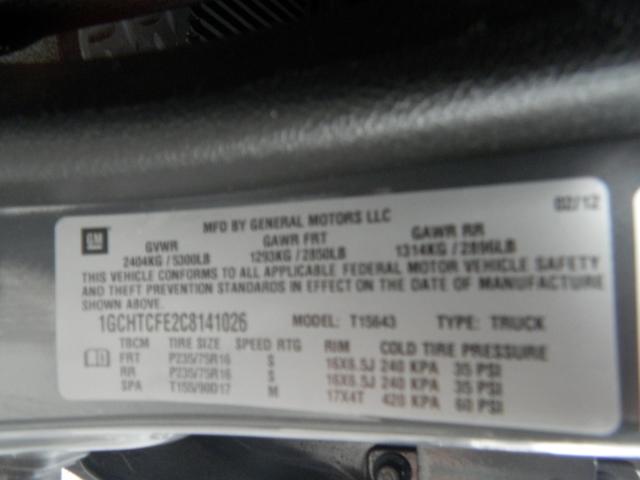 MFD BY GENERAL MOTORS LLC 02/12
GM GVWR GAWR FRT GAWR RR
2404KG / 5300LB 1293KG / 2850LB 1314KG / 2896LB
THIS VEHICLE CONFORMS TO ALL APPLICABLE FEDERAL MOTOR VEHICLE SAFETY
AND THEFT PREVENTION STANDARDS IN EFFECT ON THE DATE OF MANUFACTURE
SHOWN ABOVE.
1GCHTCFE2C8141026 MODEL: T15643 TYPE: TRUCK
TBCM TIRE SIZE SPEED RTG RIM COLD TIRE PRESSURE
FRT P235/75R16 S 16X6.5J 240 KPA 35 PSI
RR P235/75R16 S 16X6.5J 240 KPA 35 PSI
SPA T155/90D17 M 17X4T 420 KPA 60 PSI